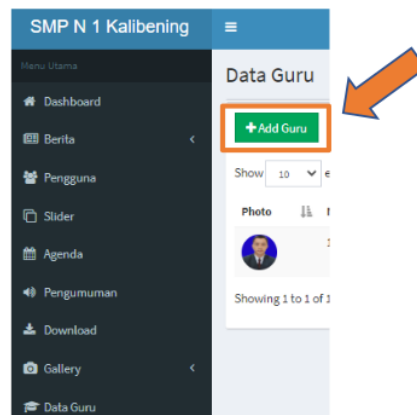 SMP N 1 Kalibening
Menu Utama
Dashboard
Berita
Pengguna
Slider
Agenda
Pengumuman
Download
Gallery
Data Guru
Data Guru
+Add Guru
Show 10
Photo
Showing 1 to 1 of 1